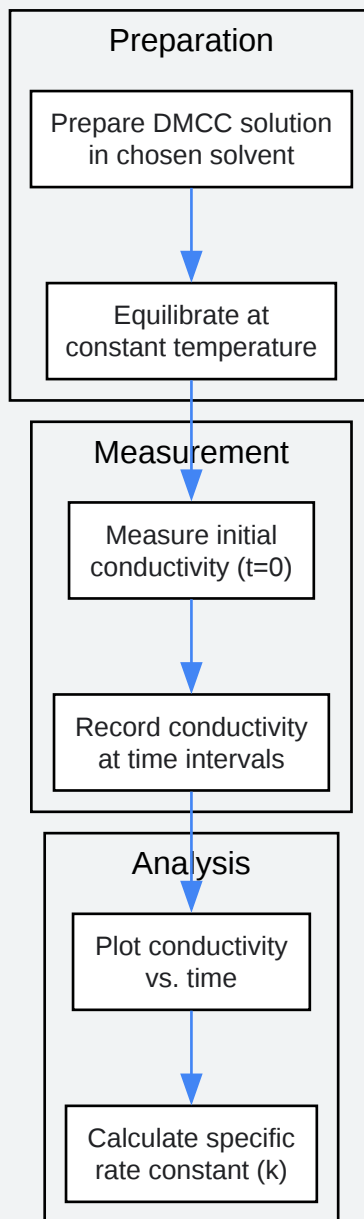 Preparation
Prepare DMCC solution
in chosen solvent
Equilibrate at
constant temperature
Measurement
Measure initial
conductivity (t=0)
Record conductivity
at time intervals
Analysis
Plot conductivity
vs. time
Calculate specific
rate constant (k)